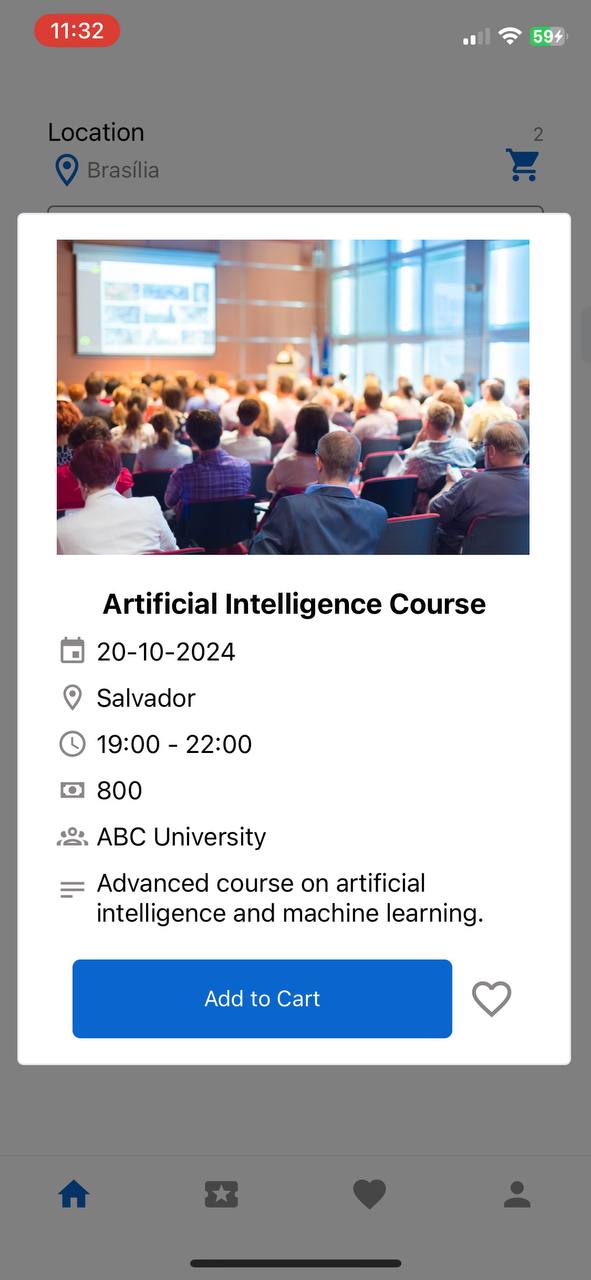 11:32
59
Location
2
Brasília
Artificial Intelligence Course
20-10-2024
Salvador
19:00 - 22:00
800
ABC University
Advanced course on artificial
intelligence and machine learning.
Add to Cart